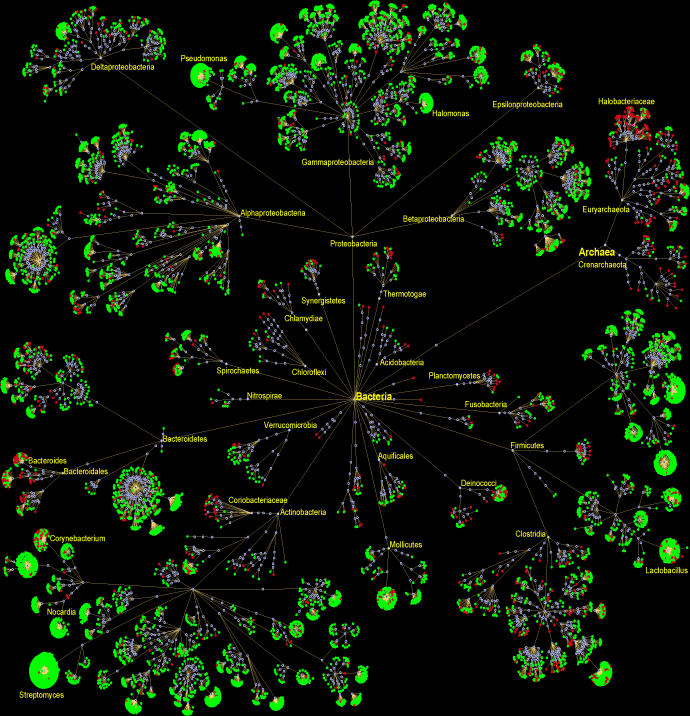 Deltaproteobacteria
Pseudomonas
Halomonas
Epsilonproteobacteria
Halobacteriaceae
Gammaproteobacteria
Alphaproteobacteria
Betaproteobacteria
Euryarchaeota
Proteobacteria
Archaea
Crenarchaeota
Synergistetes
Thermotogae
Chlamydiae
Spirochaetes
Chloroflexi
Acidobacteria
Planctomycetes
Nitrospirae
Bacteria
Fusobacteria
Verrucomicrobia
Bacteroidetes
Firmicutes
Bacteroides
Bacteroidales
Aquificales
Deinococci
Coriobacteriaceae
Actinobacteria
Corynebacterium
Clostridia
Mollicutes
Lactobacillus
Nocardia
Streptomyces